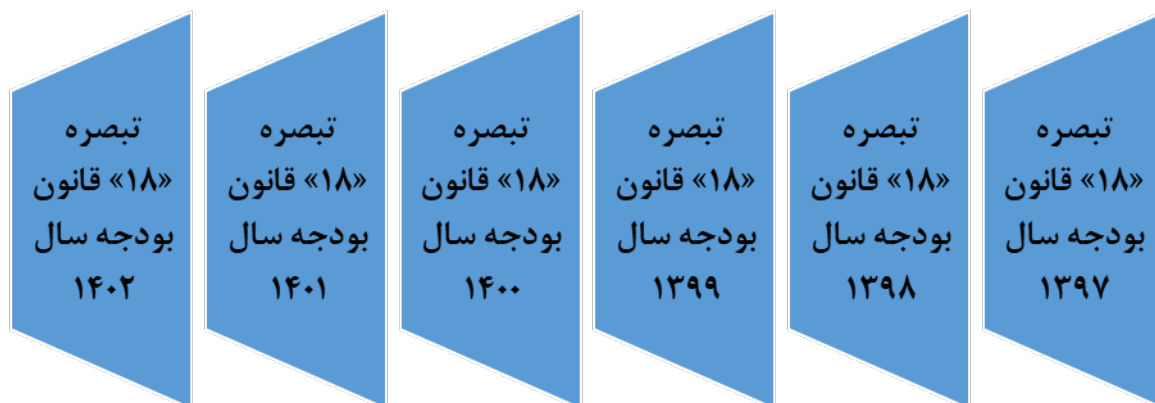 تبصره
«۱۸» قانون
بودجه سال
۱۳۹۷
تبصره
«۱۸» قانون
بودجه سال
۱۳۹۸
تبصره
«۱۸» قانون
بودجه سال
۱۳۹۹
تبصره
«۱۸» قانون
بودجه سال
۱۴۰۰
تبصره
«۱۸» قانون
بودجه سال
۱۴۰۱
تبصره
«۱۸» قانون
بودجه سال
۱۴۰۲